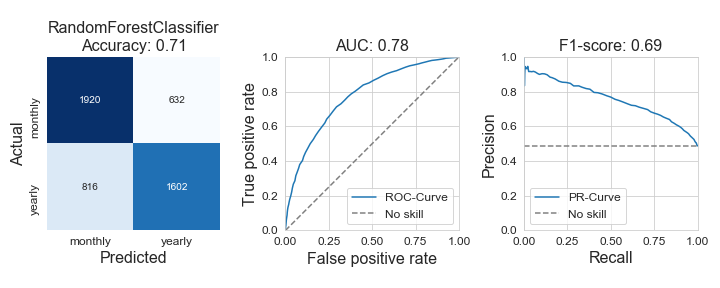 RandomForestClassifier
Accuracy: 0.71
Actual
monthly
yearly
1920
632
816
1602
monthly
yearly
Predicted
AUC: 0.78
True positive rate
1.0
0.8
0.6
0.4
0.2
0.0
ROC-Curve
No skill
0.00
0.25
0.50
0.75
1.00
False positive rate
F1-score: 0.69
Precision
1.0
0.8
0.6
0.4
0.2
0.0
PR-Curve
No skill
0.00
0.25
0.50
0.75
1.00
Recall